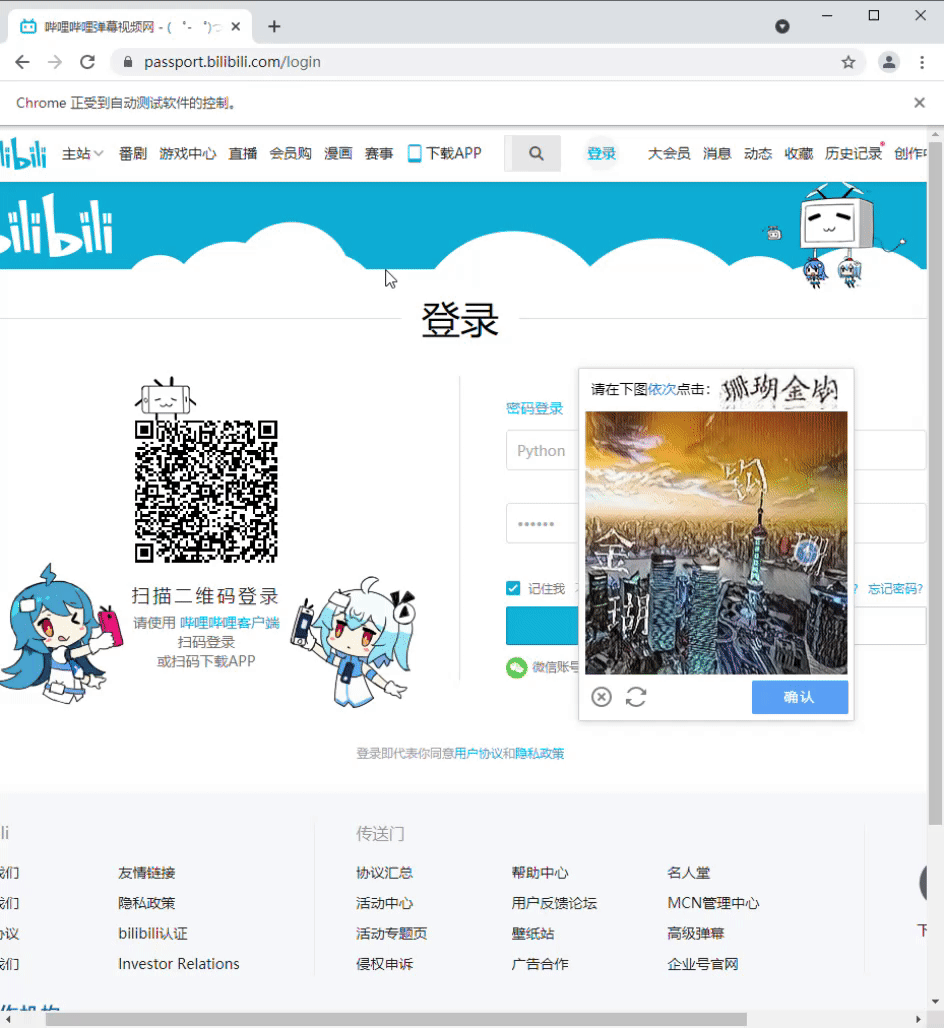 哔哩哔哩弹幕视频网 - ( ゜- ゜)つ
passport.bilibili.com/login
Chrome 正受到自动测试软件的控制。
bilibili 主站 番剧 游戏中心 直播 会员购 漫画 赛事 下载APP 登录 大会员 消息 动态 收藏 历史记录 创作中
bilibili
登录
密码登录
Python
••••••
记住我
? 忘记密码?
微信账号
请在下图依次点击：珊瑚金钩
钩
金
珊
瑚
确认
扫描二维码登录
请使用 哔哩哔哩客户端
扫码登录
或扫码下载APP
登录即代表你同意用户协议和隐私政策
li
传送门
我们 友情链接 协议汇总 帮助中心 名人堂
我们 隐私政策 活动中心 用户反馈论坛 MCN管理中心
协议 bilibili认证 活动专题页 壁纸站 高级弹幕
我们 Investor Relations 侵权申诉 广告合作 企业号官网
下